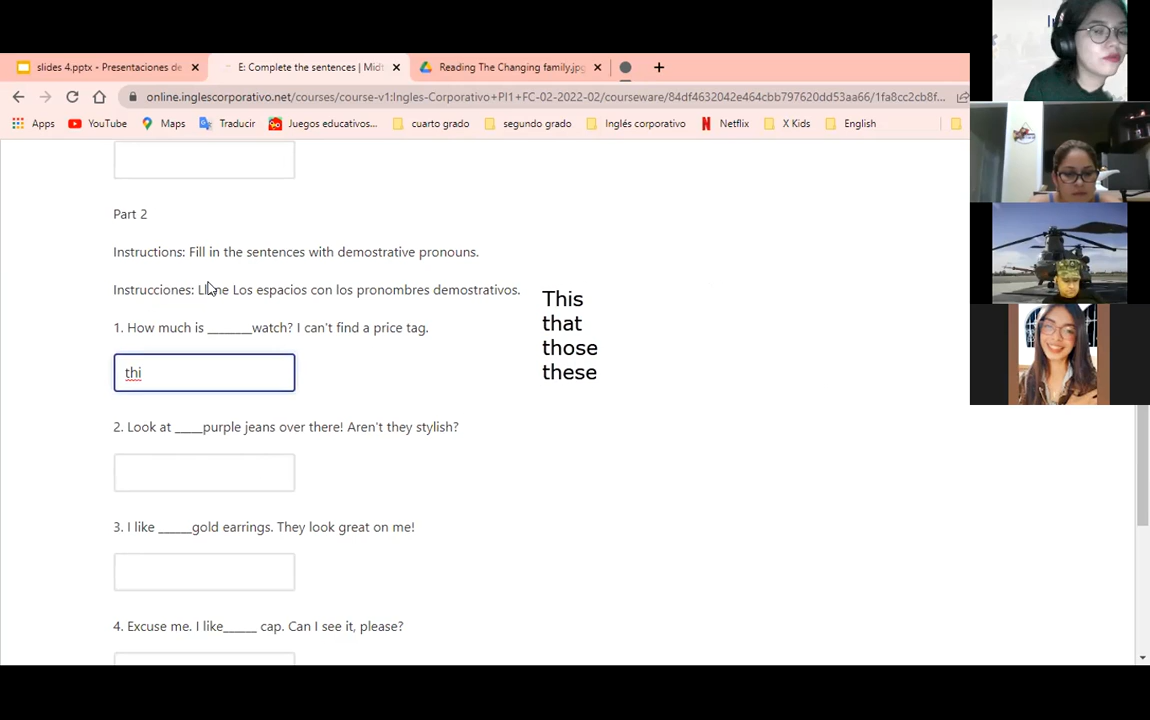 slides 4.pptx - Presentaciones de
E: Complete the sentences | Midt
Reading The Changing family.jpg
online.inglescorporativo.net/courses/course-v1:Ingles-Corporativo+PI1+FC-02-2022-02/courseware/84df4632042e464cbb797620dd53aa66/1fa8cc2cb8f...
Apps YouTube Maps Traducir Juegos educativos... cuarto grado segundo grado Inglés corporativo Netflix X Kids English
Part 2
Instructions: Fill in the sentences with demostrative pronouns.
Instrucciones: Llene Los espacios con los pronombres demostrativos.
This
that
those
these
1. How much is _______watch? I can't find a price tag.
thi
2. Look at ____purple jeans over there! Aren't they stylish?
3. I like _____gold earrings. They look great on me!
4. Excuse me. I like_____ cap. Can I see it, please?